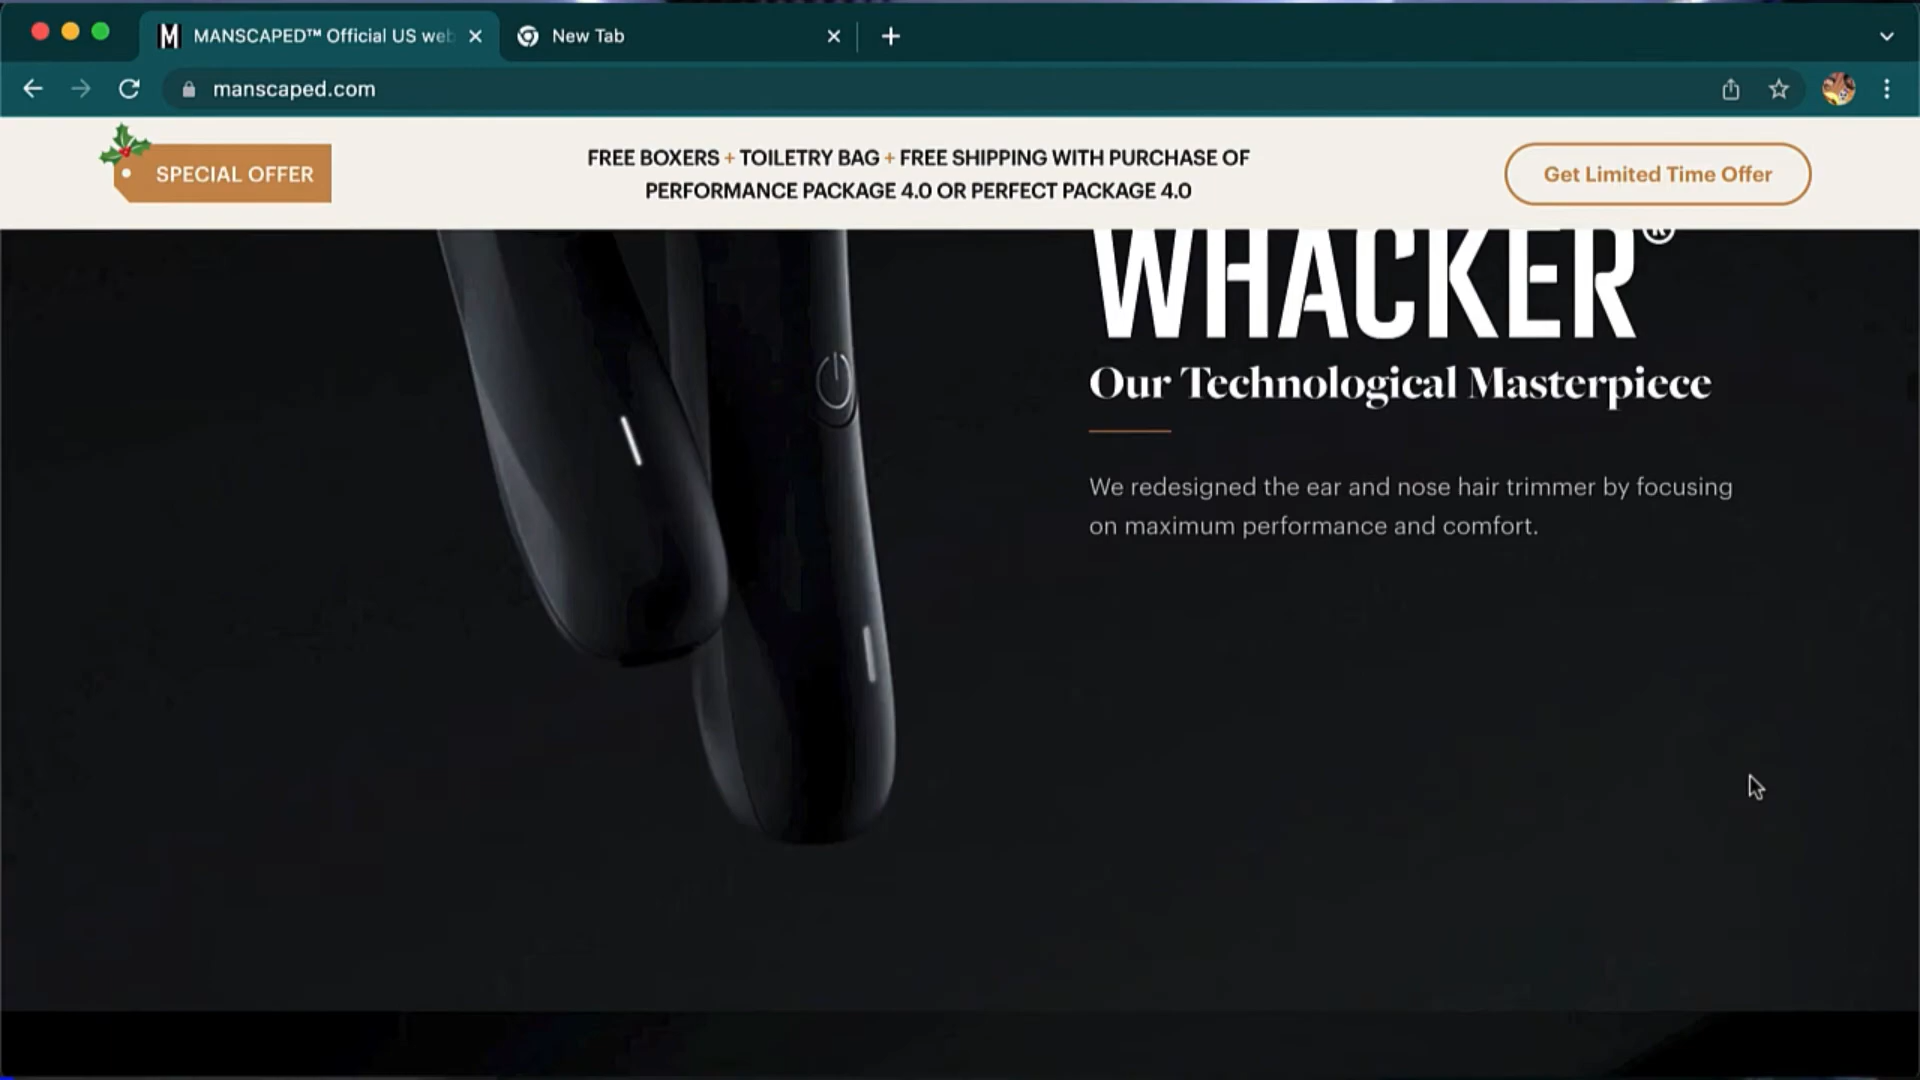 MANSCAPED™ Official US web
New Tab
manscaped.com
SPECIAL OFFER
FREE BOXERS + TOILETRY BAG + FREE SHIPPING WITH PURCHASE OF
PERFORMANCE PACKAGE 4.0 OR PERFECT PACKAGE 4.0
Get Limited Time Offer
WHACKER®
Our Technological Masterpiece
We redesigned the ear and nose hair trimmer by focusing
on maximum performance and comfort.